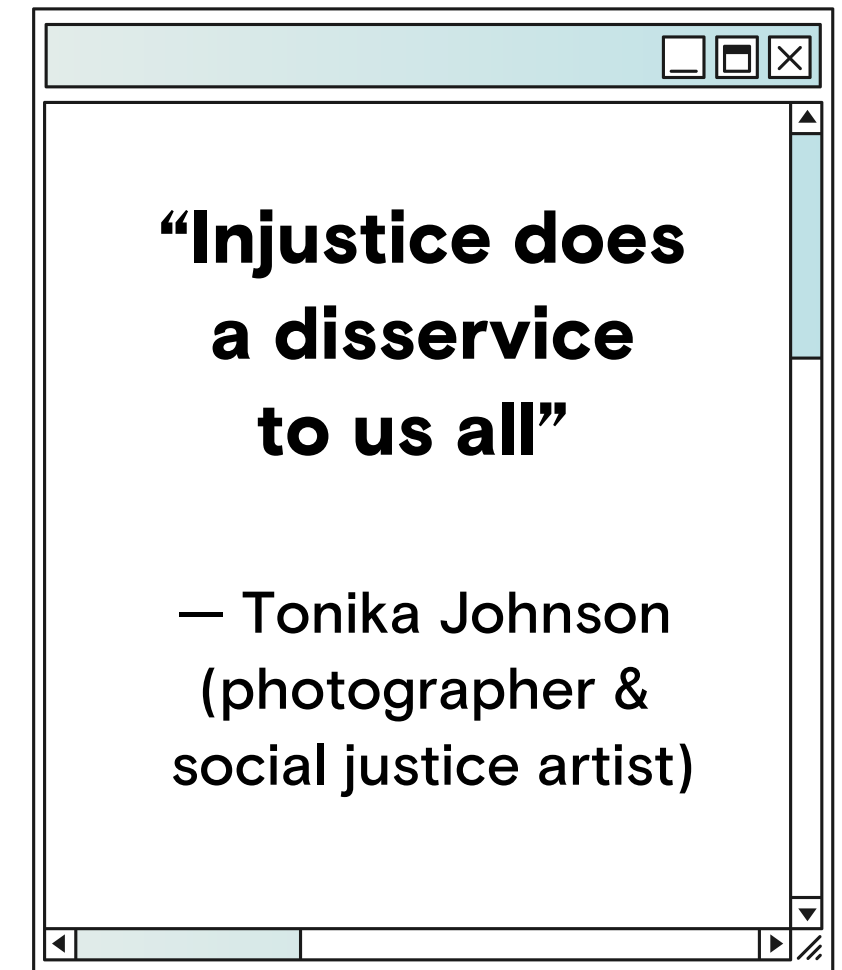 “Injustice does
a disservice
to us all”
— Tonika Johnson
(photographer &
social justice artist)